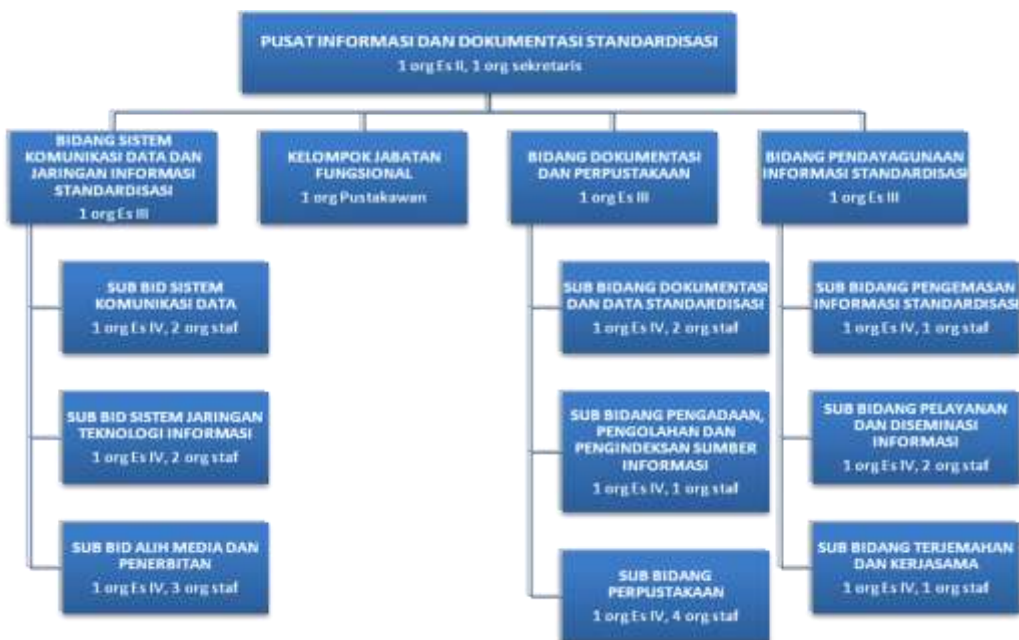 PUSAT INFORMASI DAN DOKUMENTASI STANDARDISASI
1 org Es II, 1 org sekretaris
BIDANG SISTEM
KOMUNIKASI DATA DAN
JARINGAN INFORMASI
STANDARDISASI
1 org Es III
KELOMPOK JABATAN
FUNGSIONAL
1 org Pustakawan
BIDANG DOKUMENTASI
DAN PERPUSTAKAAN
1 org Es III
BIDANG PENDAYAGUNAAN
INFORMASI STANDARDISASI
1 org Es III
SUB BID SISTEM
KOMUNIKASI DATA
1 org Es IV, 2 org staf
SUB BID SISTEM JARINGAN
TEKNOLOGI INFORMASI
1 org Es IV, 2 org staf
SUB BID ALIH MEDIA DAN
PENERBITAN
1 org Es IV, 3 org staf
SUB BIDANG DOKUMENTASI
DAN DATA STANDARDISASI
1 org Es IV, 2 org staf
SUB BIDANG PENGADAAN,
PENGOLAHAN DAN
PENGINDEKSAN SUMBER
INFORMASI
1 org Es IV, 1 org staf
SUB BIDANG
PERPUSTAKAAN
1 org Es IV, 4 org staf
SUB BIDANG PENGEMASAN
INFORMASI STANDARDISASI
1 org Es IV, 1 org staf
SUB BIDANG PELAYANAN
DAN DISEMINASI
INFORMASI
1 org Es IV, 2 org staf
SUB BIDANG TERJEMAHAN
DAN KERJASAMA
1 org Es IV, 1 org staf